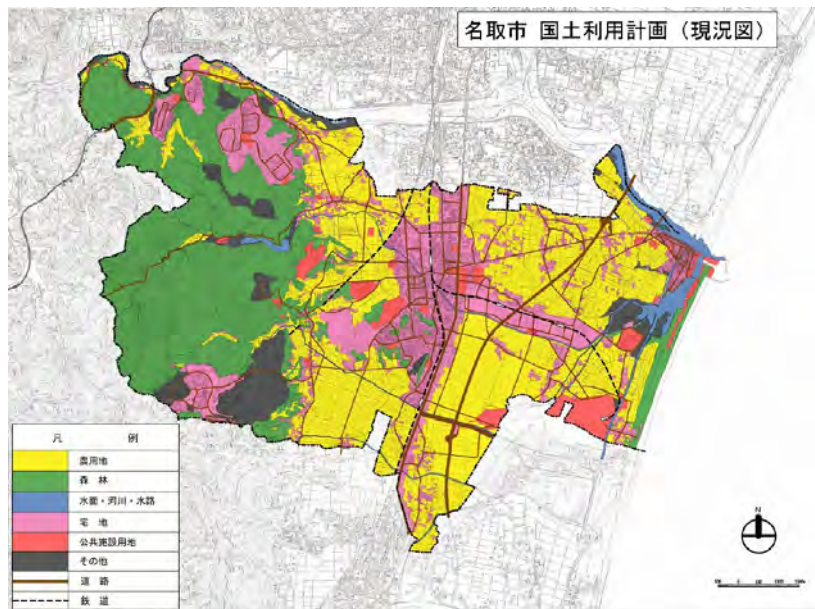 名取市 国土利用計画（現況図）
凡 例
農用地
森 林
水面・河川・水路
宅 地
公共施設用地
その他
道 路
鉄 道
N